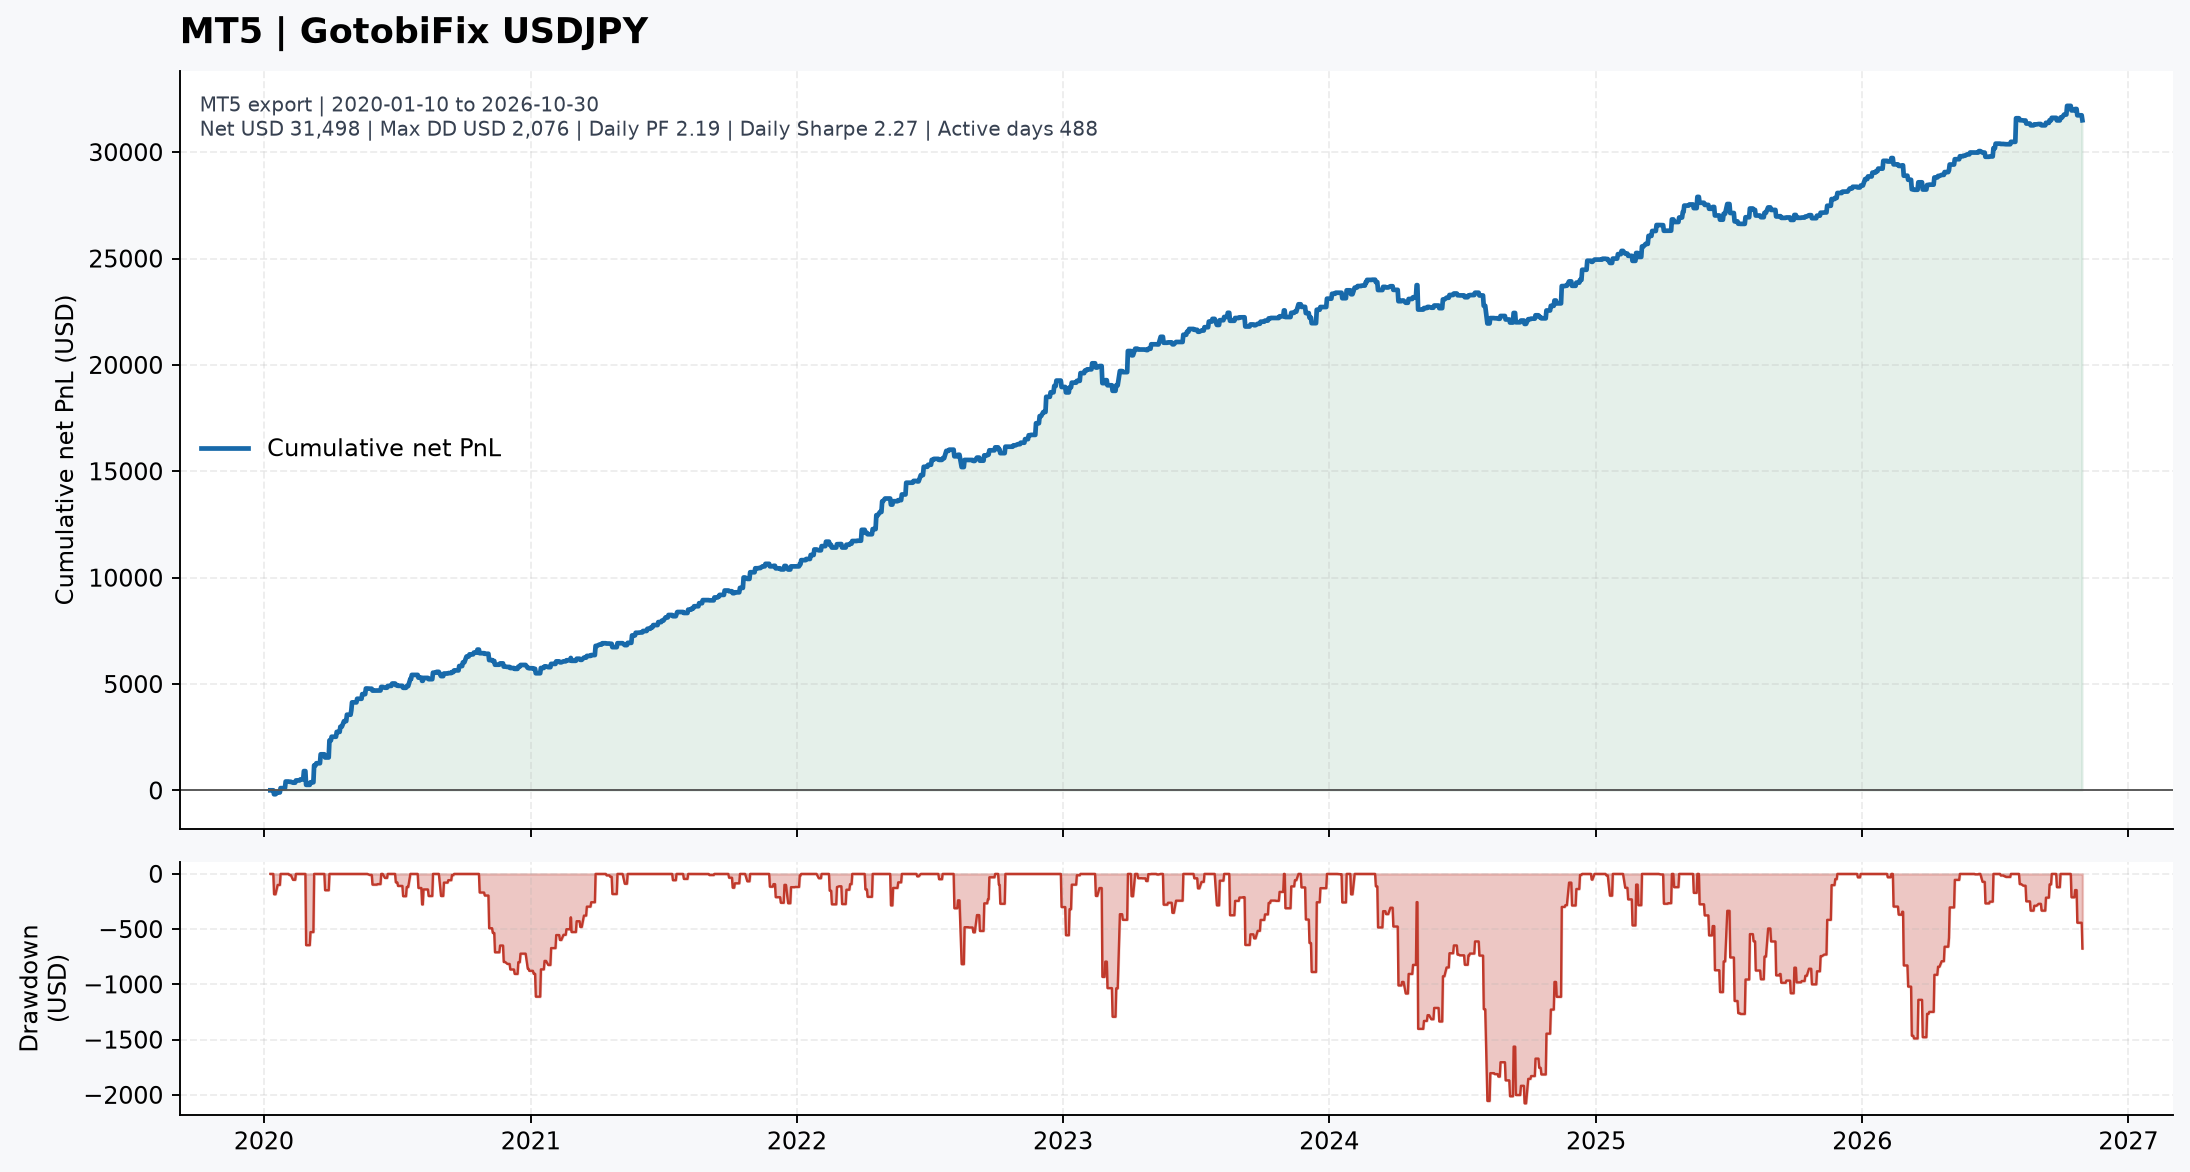 MT5 | GotobiFix USDJPY
MT5 export | 2020-01-10 to 2026-10-30
Net USD 31,498 | Max DD USD 2,076 | Daily PF 2.19 | Daily Sharpe 2.27 | Active days 488
Cumulative net PnL (USD)
30000
25000
20000
15000
10000
5000
0
Cumulative net PnL
Drawdown
(USD)
0
−500
−1000
−1500
−2000
2020
2021
2022
2023
2024
2025
2026
2027